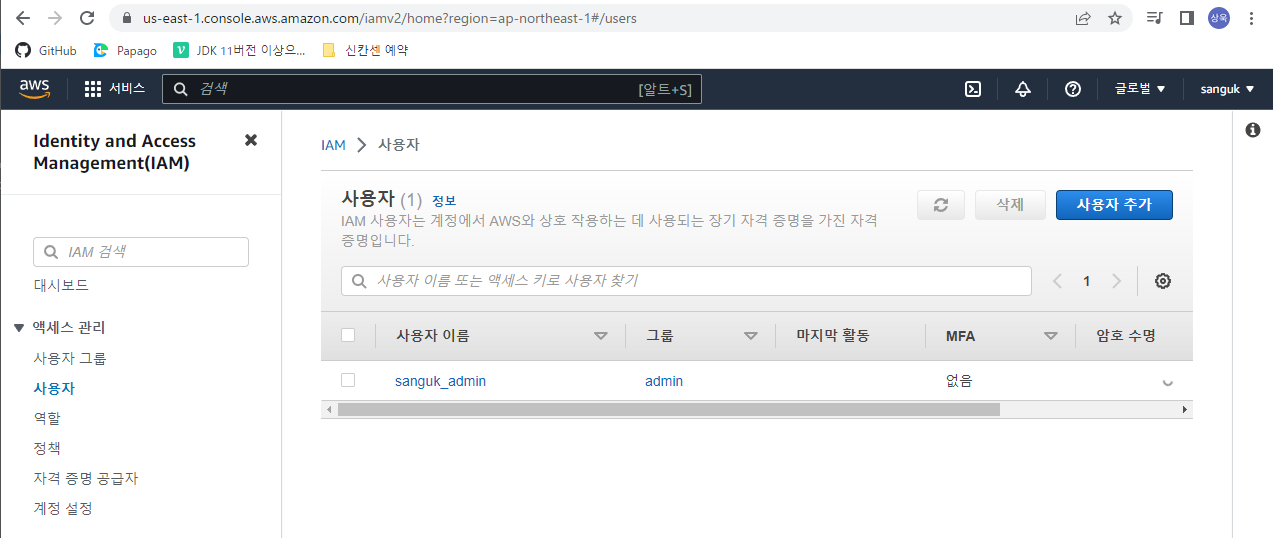 us-east-1.console.aws.amazon.com/iamv2/home?region=ap-northeast-1#/users
상욱
GitHub
Papago
JDK 11버전 이상으...
신칸센 예약
aws
서비스
검색
[알트+S]
글로벌
sanguk
Identity and Access
Management(IAM)
IAM 검색
대시보드
액세스 관리
사용자 그룹
사용자
역할
정책
자격 증명 공급자
계정 설정
IAM
사용자
사용자 (1) 정보
IAM 사용자는 계정에서 AWS와 상호 작용하는 데 사용되는 장기 자격 증명을 가진 자격
증명입니다.
삭제
사용자 추가
사용자 이름 또는 액세스 키로 사용자 찾기
1
사용자 이름
그룹
마지막 활동
MFA
암호 수명
sanguk_admin
admin
없음